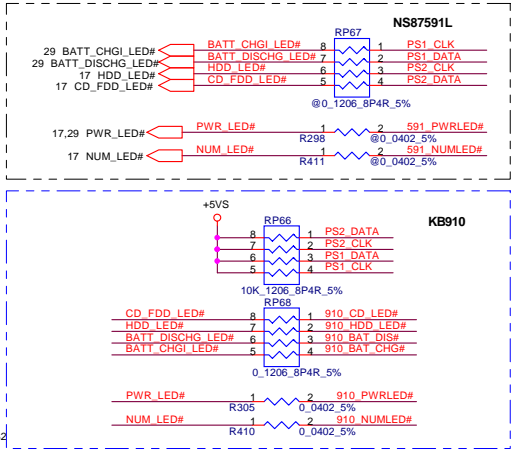 NS87591L
RP67
29 BATT_CHGI_LED# BATT_CHGI_LED# 8 1 PS1_CLK
29 BATT_DISCHG_LED# BATT_DISCHG_LED# 7 2 PS1_DATA
17 HDD_LED# HDD_LED# 6 3 PS2_CLK
17 CD_FDD_LED# CD_FDD_LED# 5 4 PS2_DATA
@0_1206_8P4R_5%
17,29 PWR_LED# PWR_LED# 1 2 591_PWRLED#
R298 @0_0402_5%
17 NUM_LED# NUM_LED# 1 2 591_NUMLED#
R411 @0_0402_5%
+5VS
KB910
RP66
8 1 PS2_DATA
7 2 PS2_CLK
6 3 PS1_DATA
5 4 PS1_CLK
10K_1206_8P4R_5%
RP68
CD_FDD_LED# 8 1 910_CD_LED#
HDD_LED# 7 2 910_HDD_LED#
BATT_DISCHG_LED# 6 3 910_BAT_DIS#
BATT_CHGI_LED# 5 4 910_BAT_CHG#
0_1206_8P4R_5%
PWR_LED# 1 2 910_PWRLED#
R305 0_0402_5%
NUM_LED# 1 2 910_NUMLED#
R410 0_0402_5%